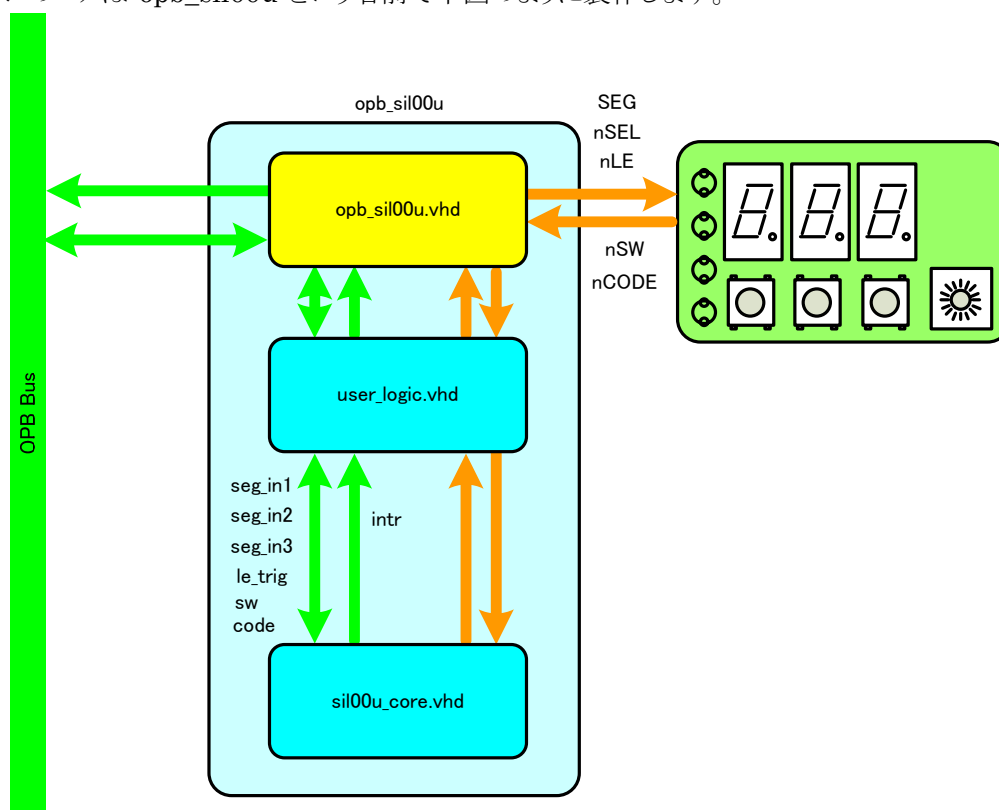 opb_sil00u
SEG
nSEL
nLE
opb_sil00u.vhd
nSW
nCODE
user_logic.vhd
OPB Bus
seg_in1
seg_in2
seg_in3
le_trig
sw
code
intr
sil00u_core.vhd